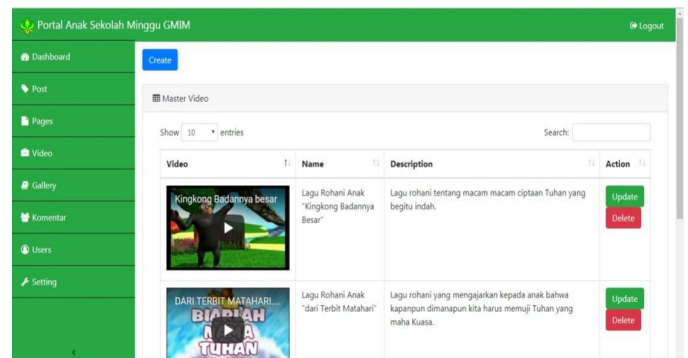 Portal Anak Sekolah Minggu GMIM
Logout
Dashboard
Post
Pages
Video
Gallery
Komentar
Users
Setting
Create
Master Video
Show 10 entries
Search:
Video
Name
Description
Action
Kingkong Badannya besar
Lagu Rohani Anak
"Kingkong Badannya
Besar"
Lagu rohani tentang macam macam ciptaan Tuhan yang
begitu indah.
Update
Delete
DARI TERBIT MATAHARI...
BIARLAH
NAMA
TUHAN
Lagu Rohani Anak
"dari Terbit Matahari"
Lagu rohani yang mengajarkan kepada anak bahwa
kapanpun dimanapun kita harus memuji Tuhan yang
maha Kuasa.
Update
Delete